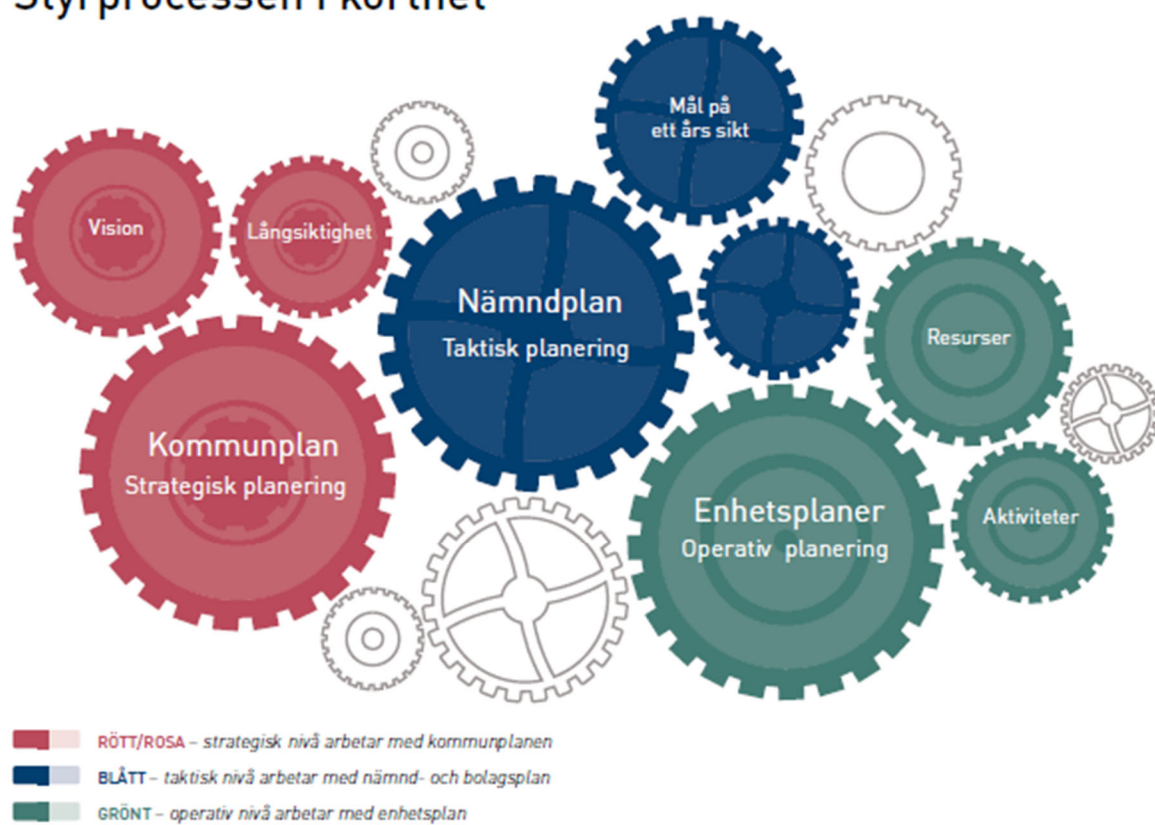 Styrprocessen i korthet
Mål på
ett års sikt
Vision
Långsiktighet
Nämndplan
Taktisk planering
Resurser
Kommunplan
Strategisk planering
Enhetsplaner
Operativ planering
Aktiviteter
RÖTT/ROSA – strategisk nivå arbetar med kommunplanen
BLÅTT – taktisk nivå arbetar med nämnd- och bolagsplan
GRÖNT – operativ nivå arbetar med enhetsplan